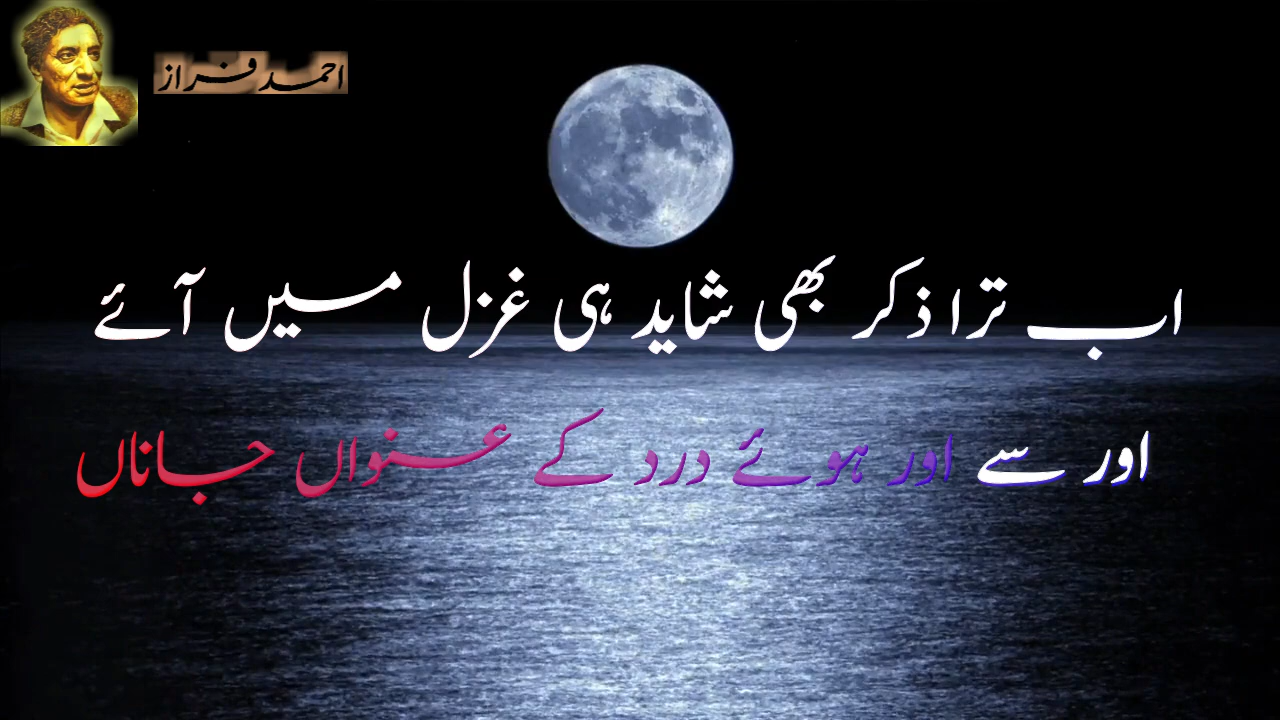 احمد فراز
اب ترا ذکر بھی شاید ہی غزل میں آئے
اور سے اور ہوئے درد کے عنواں جاناں